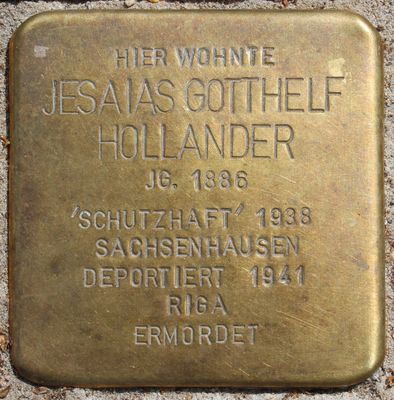 HIER WOHNTE
JESAIAS GOTTHELF
HOLLANDER
JG. 1886
'SCHUTZHAFT' 1938
SACHSENHAUSEN
DEPORTIERT 1941
RIGA
ERMORDET